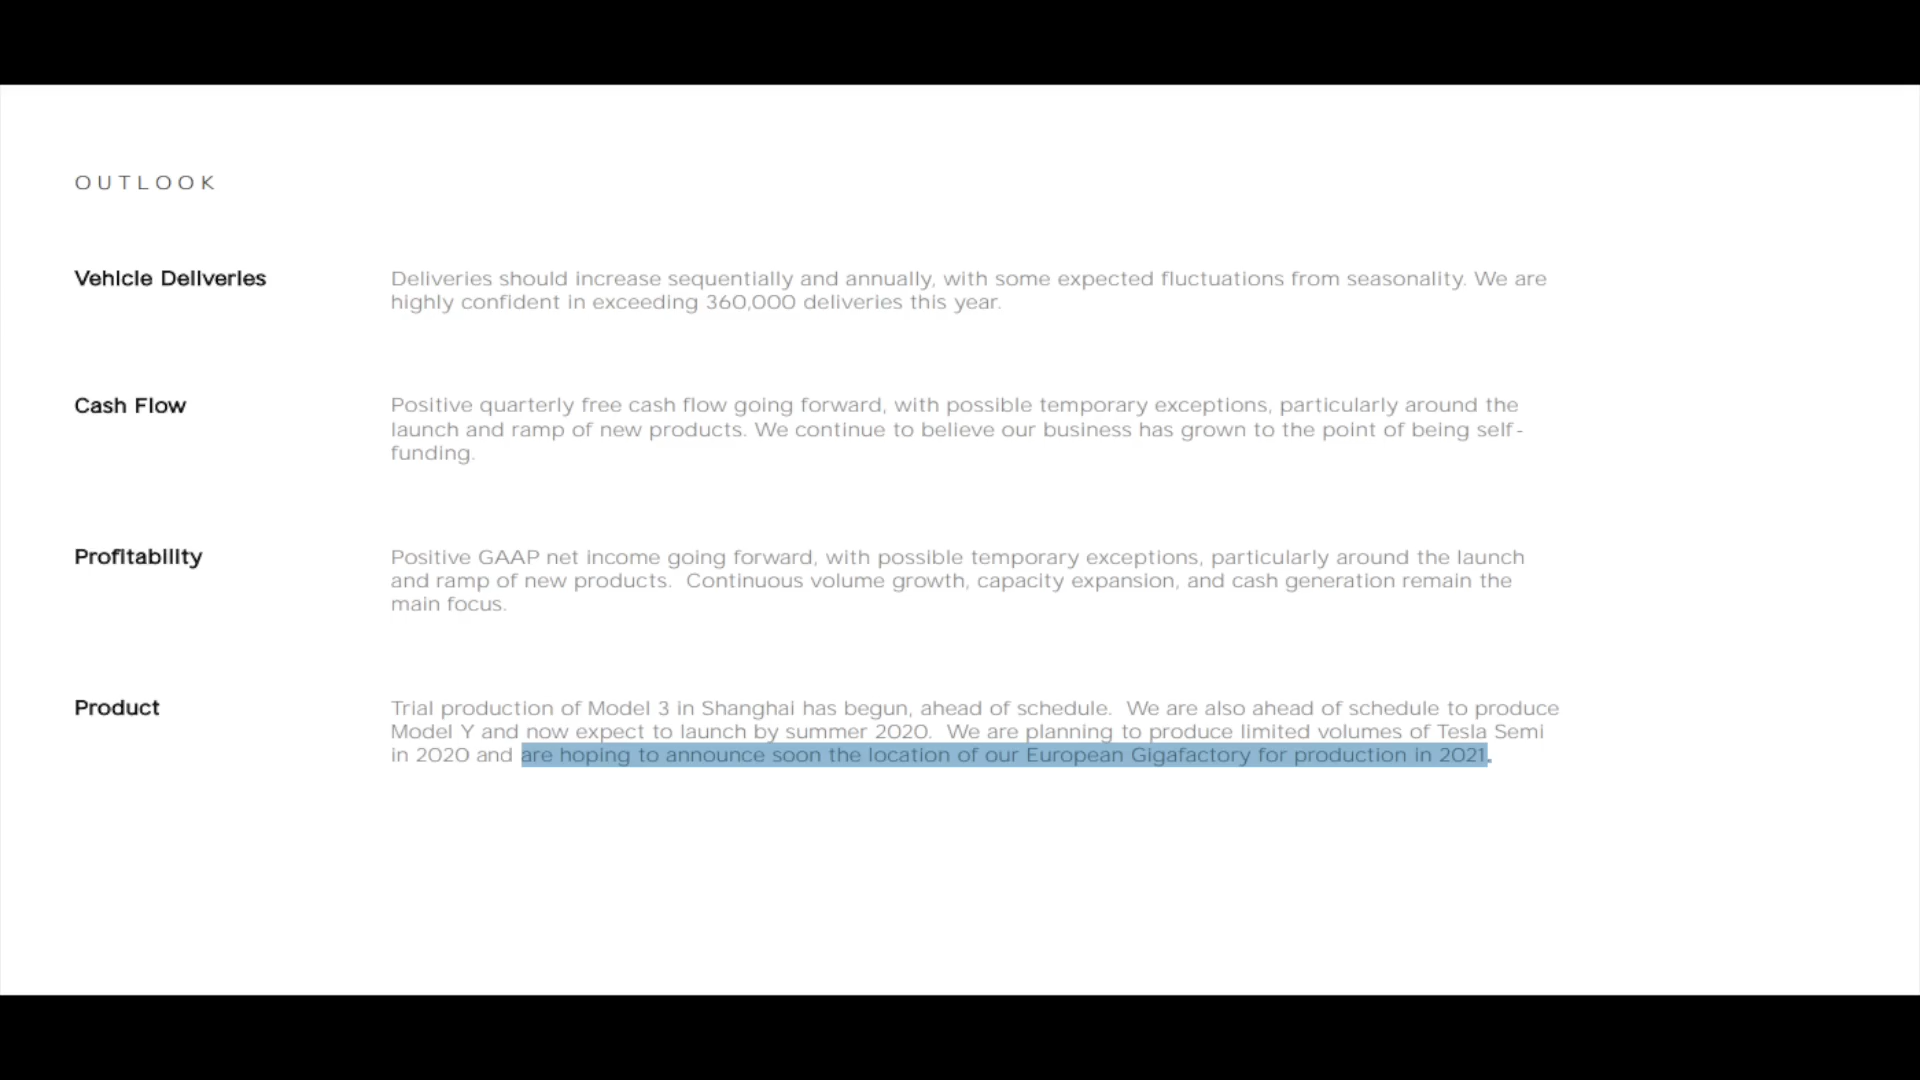 OUTLOOK
Vehicle Deliveries
Deliveries should increase sequentially and annually, with some expected fluctuations from seasonality. We are
highly confident in exceeding 360,000 deliveries this year.
Cash Flow
Positive quarterly free cash flow going forward, with possible temporary exceptions, particularly around the
launch and ramp of new products. We continue to believe our business has grown to the point of being self-
funding.
Profitability
Positive GAAP net income going forward, with possible temporary exceptions, particularly around the launch
and ramp of new products. Continuous volume growth, capacity expansion, and cash generation remain the
main focus.
Product
Trial production of Model 3 in Shanghai has begun, ahead of schedule. We are also ahead of schedule to produce
Model Y and now expect to launch by summer 2020. We are planning to produce limited volumes of Tesla Semi
in 2020 and are hoping to announce soon the location of our European Gigafactory for production in 2021.